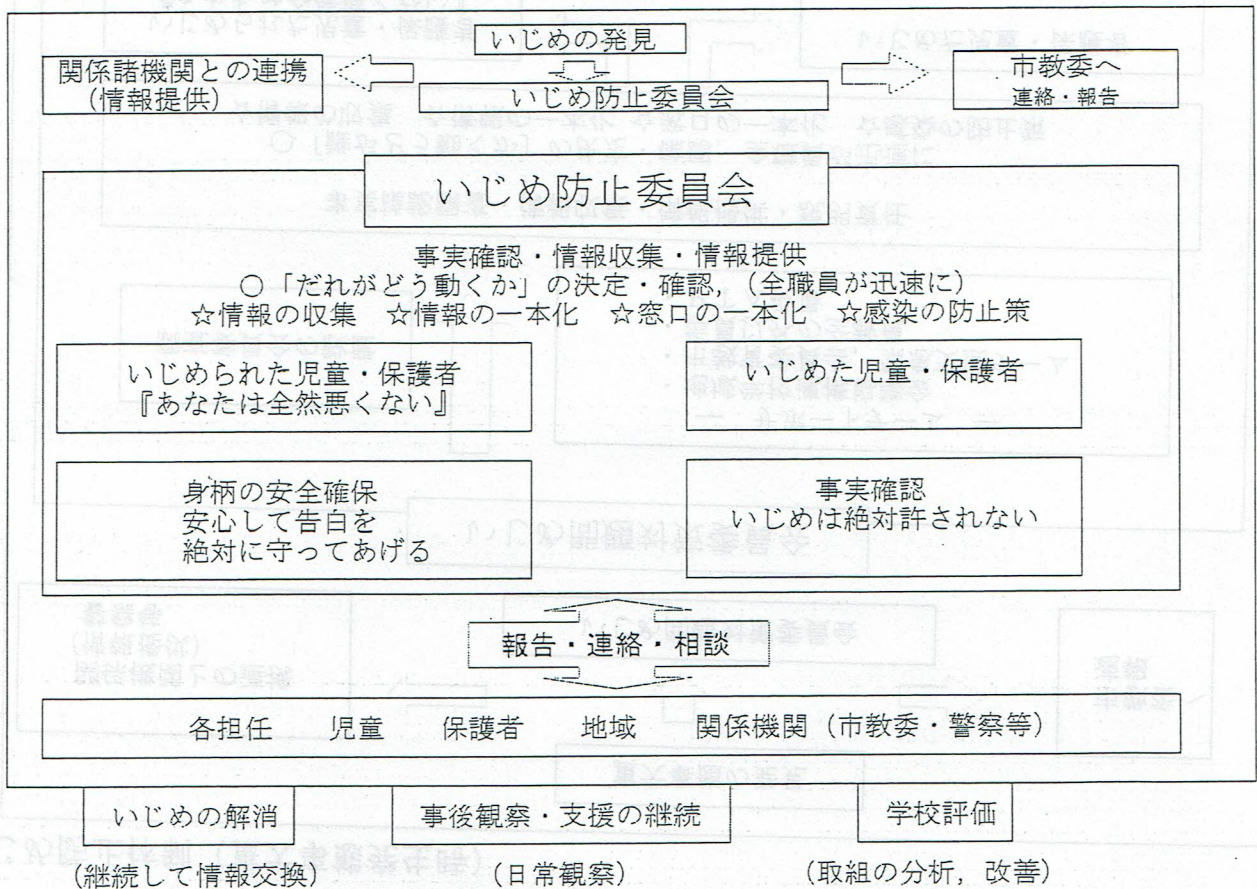 いじめの発見
関係諸機関との連携
(情報提供)
いじめ防止委員会
市教委へ
連絡・報告
いじめ防止委員会
事実確認・情報収集・情報提供
○「だれがどう動くか」の決定・確認，(全職員が迅速に)
☆情報の収集　☆情報の一本化　☆窓口の一本化　☆感染の防止策
いじめられた児童・保護者
『あなたは全然悪くない』
いじめた児童・保護者
身柄の安全確保
安心して告白を
絶対に守ってあげる
事実確認
いじめは絶対許されない
報告・連絡・相談
各担任　児童　保護者　地域　関係機関（市教委・警察等）
いじめの解消
事後観察・支援の継続
学校評価
(継続して情報交換)
(日常観察)
(取組の分析，改善)